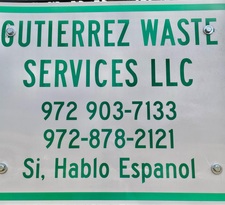 GUTIERREZ WASTE
SERVICES LLC
972 903-7133
972-878-2121
Si, Hablo Espanol